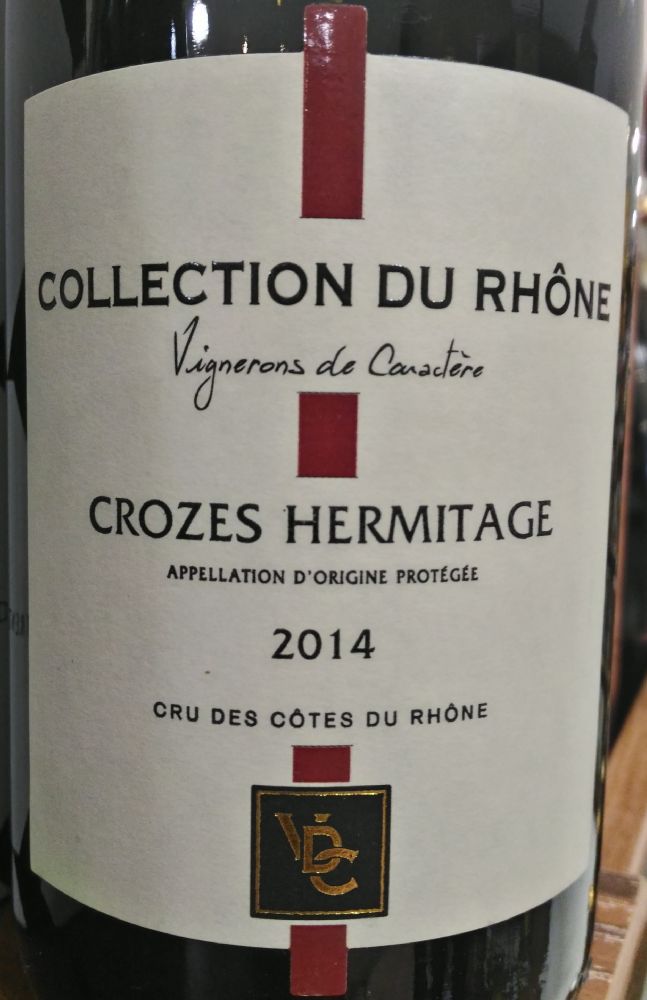 COLLECTION DU RHÔNE
Vignerons de Caractère
CROZES HERMITAGE
APPELLATION D'ORIGINE PROTÉGÉE
2014
CRU DES CÔTES DU RHÔNE
VDC